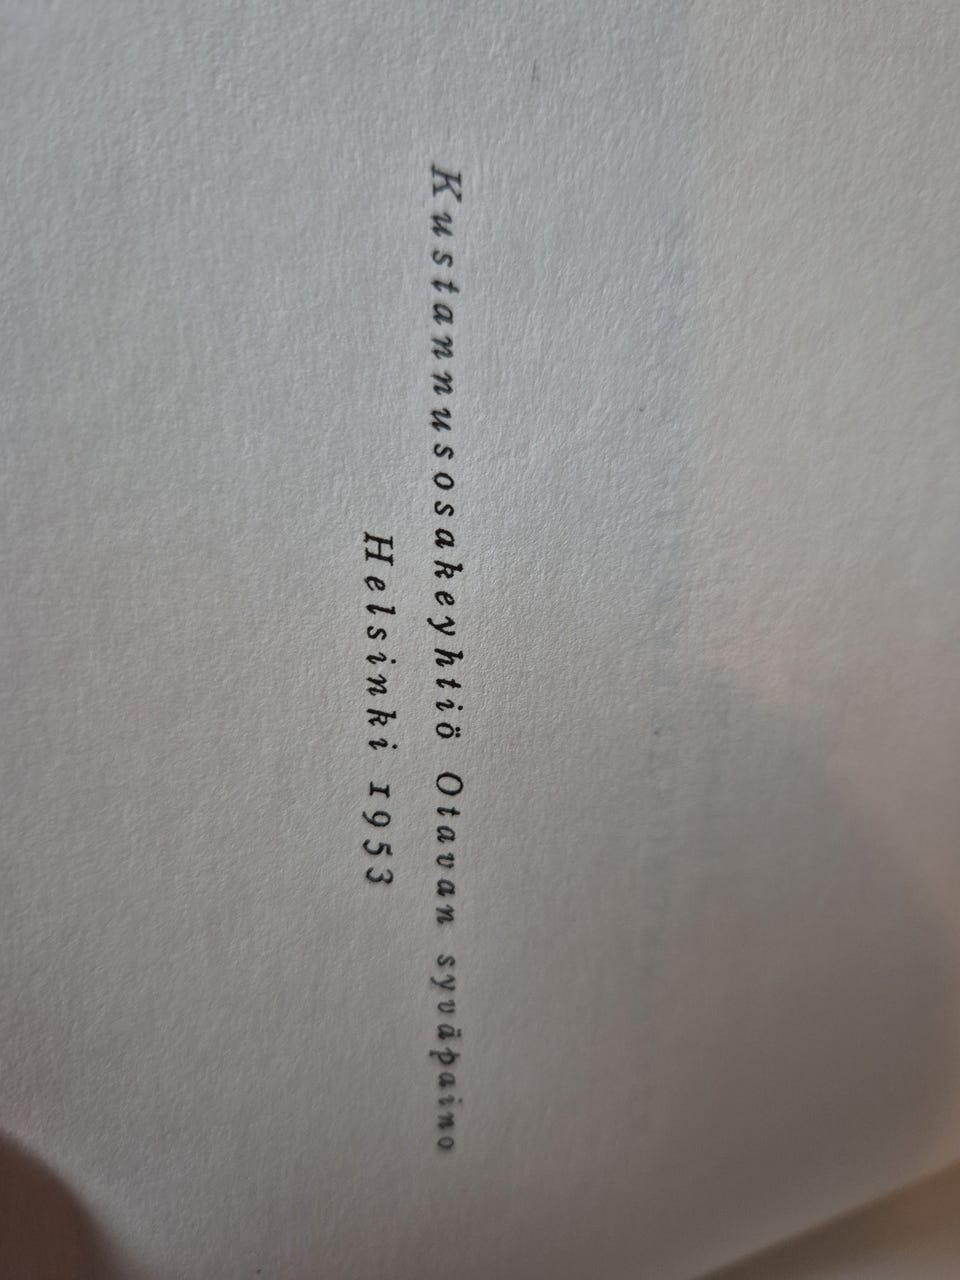 Kustannusosakeyhtiö Otavan syväpaino
Helsinki 1953